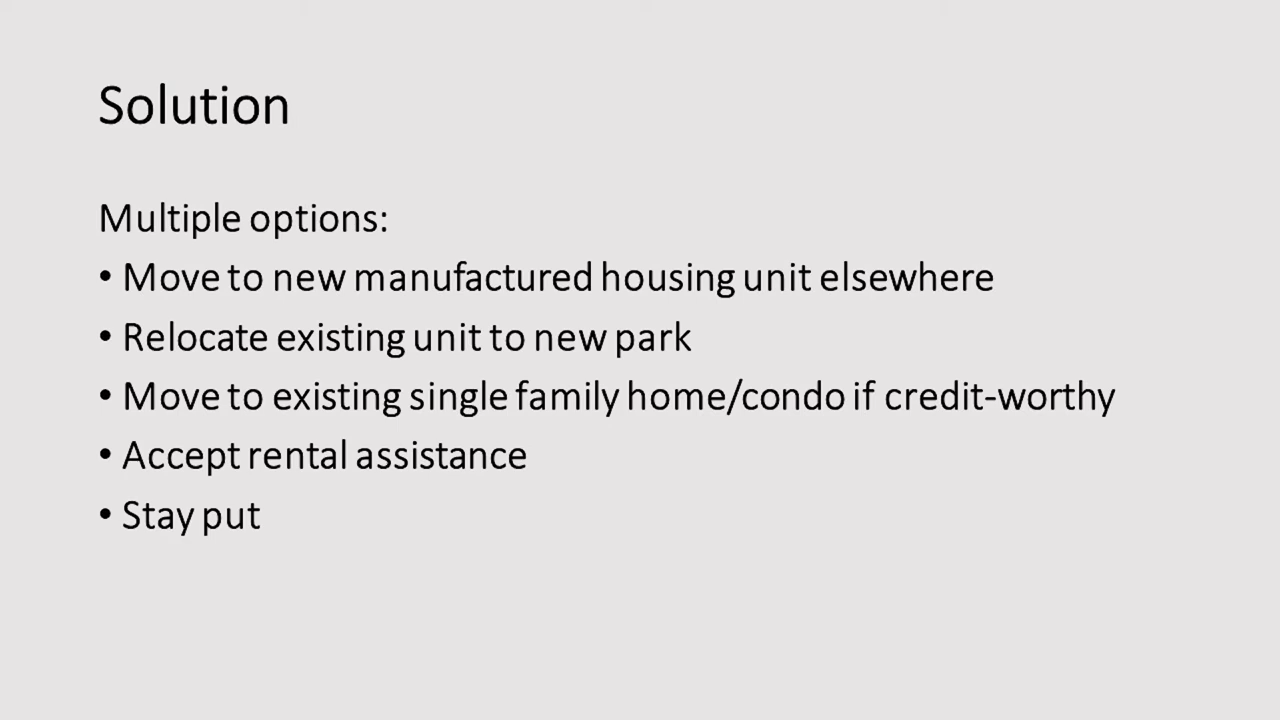 Solution
Multiple options:
• Move to new manufactured housing unit elsewhere
• Relocate existing unit to new park
• Move to existing single family home/condo if credit-worthy
• Accept rental assistance
• Stay put